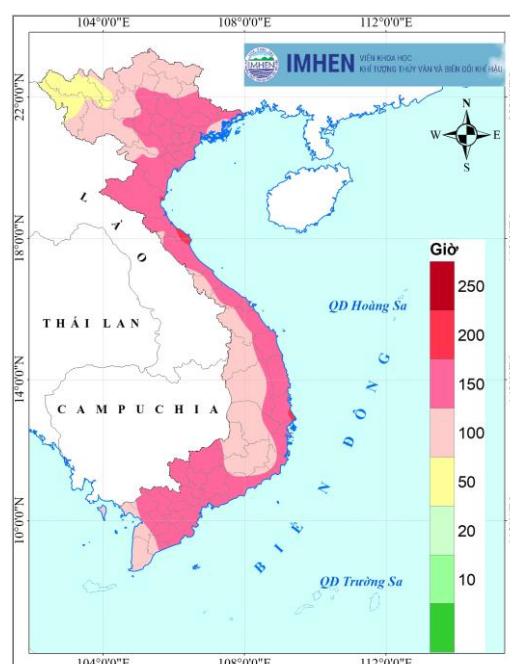 104°0'0"E 108°0'0"E 112°0'0"E
IMHEN VIỆN KHOA HỌC
KHÍ TƯỢNG THỦY VĂN VÀ BIẾN ĐỔI KHÍ HẬU
22°0'0"N
N
W E
S
LÀO
18°0'0"N
Giờ
250
200
150
100
50
20
10
QĐ Hoàng Sa
THÁI LAN
14°0'0"N
CAMPUCHIA
BIỂN ĐÔNG
10°0'0"N
QĐ Trường Sa
104°0'0"E 108°0'0"E 112°0'0"E